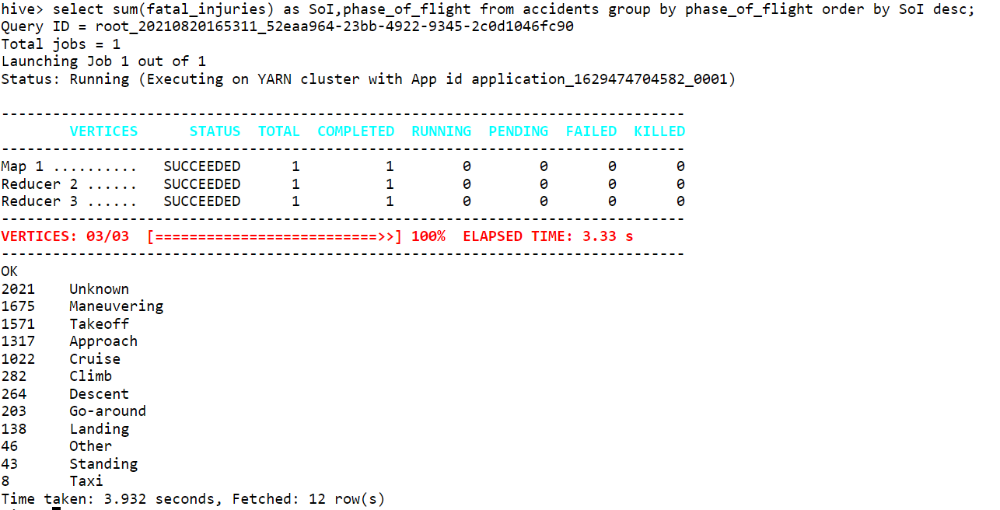 hive> select sum(fatal_injuries) as SoI,phase_of_flight from accidents group by phase_of_flight order by SoI desc;
Query ID = root_20210820165311_52eaa964-23bb-4922-9345-2c0d1046fc90
Total jobs = 1
Launching Job 1 out of 1
Status: Running (Executing on YARN cluster with App id application_1629474704582_0001)
--------------------------------------------------------------------------------
VERTICES STATUS TOTAL COMPLETED RUNNING PENDING FAILED KILLED
--------------------------------------------------------------------------------
Map 1 .......... SUCCEEDED 1 1 0 0 0 0
Reducer 2 ...... SUCCEEDED 1 1 0 0 0 0
Reducer 3 ...... SUCCEEDED 1 1 0 0 0 0
--------------------------------------------------------------------------------
VERTICES: 03/03 [==========================>>] 100% ELAPSED TIME: 3.33 s
--------------------------------------------------------------------------------
OK
2021 Unknown
1675 Maneuvering
1571 Takeoff
1317 Approach
1022 Cruise
282 Climb
264 Descent
203 Go-around
138 Landing
46 Other
43 Standing
8 Taxi
Time taken: 3.932 seconds, Fetched: 12 row(s)